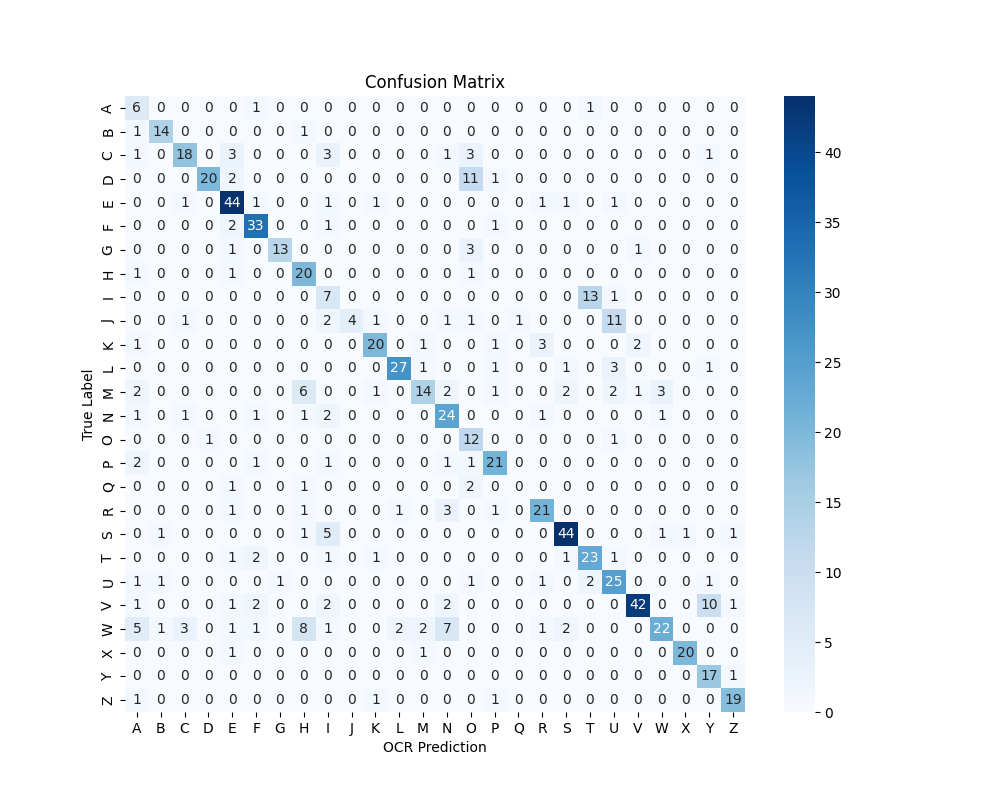 Confusion Matrix
A 6 0 0 0 0 1 0 0 0 0 0 0 0 0 0 0 0 0 0 1 0 0 0 0 0 0
B 1 14 0 0 0 0 0 1 0 0 0 0 0 0 0 0 0 0 0 0 0 0 0 0 0 0
C 1 0 18 0 3 0 0 0 3 0 0 0 0 1 3 0 0 0 0 0 0 0 0 0 1 0
D 0 0 0 20 2 0 0 0 0 0 0 0 0 0 11 1 0 0 0 0 0 0 0 0 0 0
E 0 0 1 0 44 1 0 0 1 0 1 0 0 0 0 0 0 1 1 0 1 0 0 0 0 0
F 0 0 0 0 2 33 0 0 1 0 0 0 0 0 0 1 0 0 0 0 0 0 0 0 0 0
G 0 0 0 0 1 0 13 0 0 0 0 0 0 0 3 0 0 0 0 0 0 1 0 0 0 0
H 1 0 0 0 1 0 0 20 0 0 0 0 0 0 1 0 0 0 0 0 0 0 0 0 0 0
I 0 0 0 0 0 0 0 0 7 0 0 0 0 0 0 0 0 0 0 13 1 0 0 0 0 0
J 0 0 1 0 0 0 0 0 2 4 1 0 0 1 1 0 1 0 0 0 11 0 0 0 0 0
K 1 0 0 0 0 0 0 0 0 0 20 0 1 0 0 1 0 3 0 0 0 2 0 0 0 0
L 0 0 0 0 0 0 0 0 0 0 0 27 1 0 0 1 0 0 1 0 3 0 0 0 1 0
M 2 0 0 0 0 0 0 6 0 0 1 0 14 2 0 1 0 0 2 0 2 1 3 0 0 0
N 1 0 1 0 0 1 0 1 2 0 0 0 0 24 0 0 0 1 0 0 0 0 1 0 0 0
O 0 0 0 1 0 0 0 0 0 0 0 0 0 0 12 0 0 0 0 0 1 0 0 0 0 0
P 2 0 0 0 0 1 0 0 1 0 0 0 0 1 1 21 0 0 0 0 0 0 0 0 0 0
Q 0 0 0 0 1 0 0 1 0 0 0 0 0 0 2 0 0 0 0 0 0 0 0 0 0 0
R 0 0 0 0 1 0 0 1 0 0 0 1 0 3 0 1 0 21 0 0 0 0 0 0 0 0
S 0 1 0 0 0 0 0 1 5 0 0 0 0 0 0 0 0 0 44 0 0 0 1 1 0 1
T 0 0 0 0 1 2 0 0 1 0 1 0 0 0 0 0 0 0 1 23 1 0 0 0 0 0
U 1 1 0 0 0 0 1 0 0 0 0 0 0 0 1 0 0 1 0 2 25 0 0 0 1 0
V 1 0 0 0 1 2 0 0 2 0 0 0 0 2 0 0 0 0 0 0 0 42 0 0 10 1
W 5 1 3 0 1 1 0 8 1 0 0 2 2 7 0 0 0 1 2 0 0 0 22 0 0 0
X 0 0 0 0 1 0 0 0 0 0 0 0 1 0 0 0 0 0 0 0 0 0 0 20 0 0
Y 0 0 0 0 0 0 0 0 0 0 0 0 0 0 0 0 0 0 0 0 0 0 0 0 17 1
Z 1 0 0 0 0 0 0 0 0 0 1 0 0 0 0 1 0 0 0 0 0 0 0 0 0 19
A B C D E F G H I J K L M N O P Q R S T U V W X Y Z
OCR Prediction
True Label
40
35
30
25
20
15
10
5
0